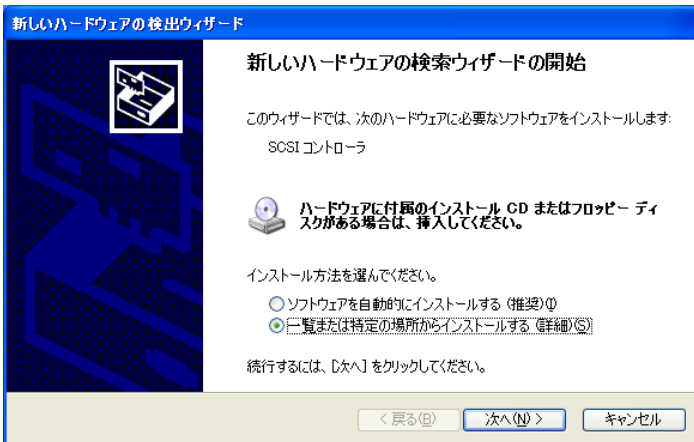 新しいハードウェアの検出ウィザード
新しいハードウェアの検索ウィザードの開始
このウィザードでは、次のハードウェアに必要なソフトウェアをインストールします:
SCSI コントローラ
ハードウェアに付属のインストール CD またはフロッピー ディ
スクがある場合は、挿入してください。
インストール方法を選んでください。
ソフトウェアを自動的にインストールする (推奨)(I)
一覧または特定の場所からインストールする (詳細)(S)
続行するには、[次へ] をクリックしてください。
< 戻る(B) 次へ(N) > キャンセル